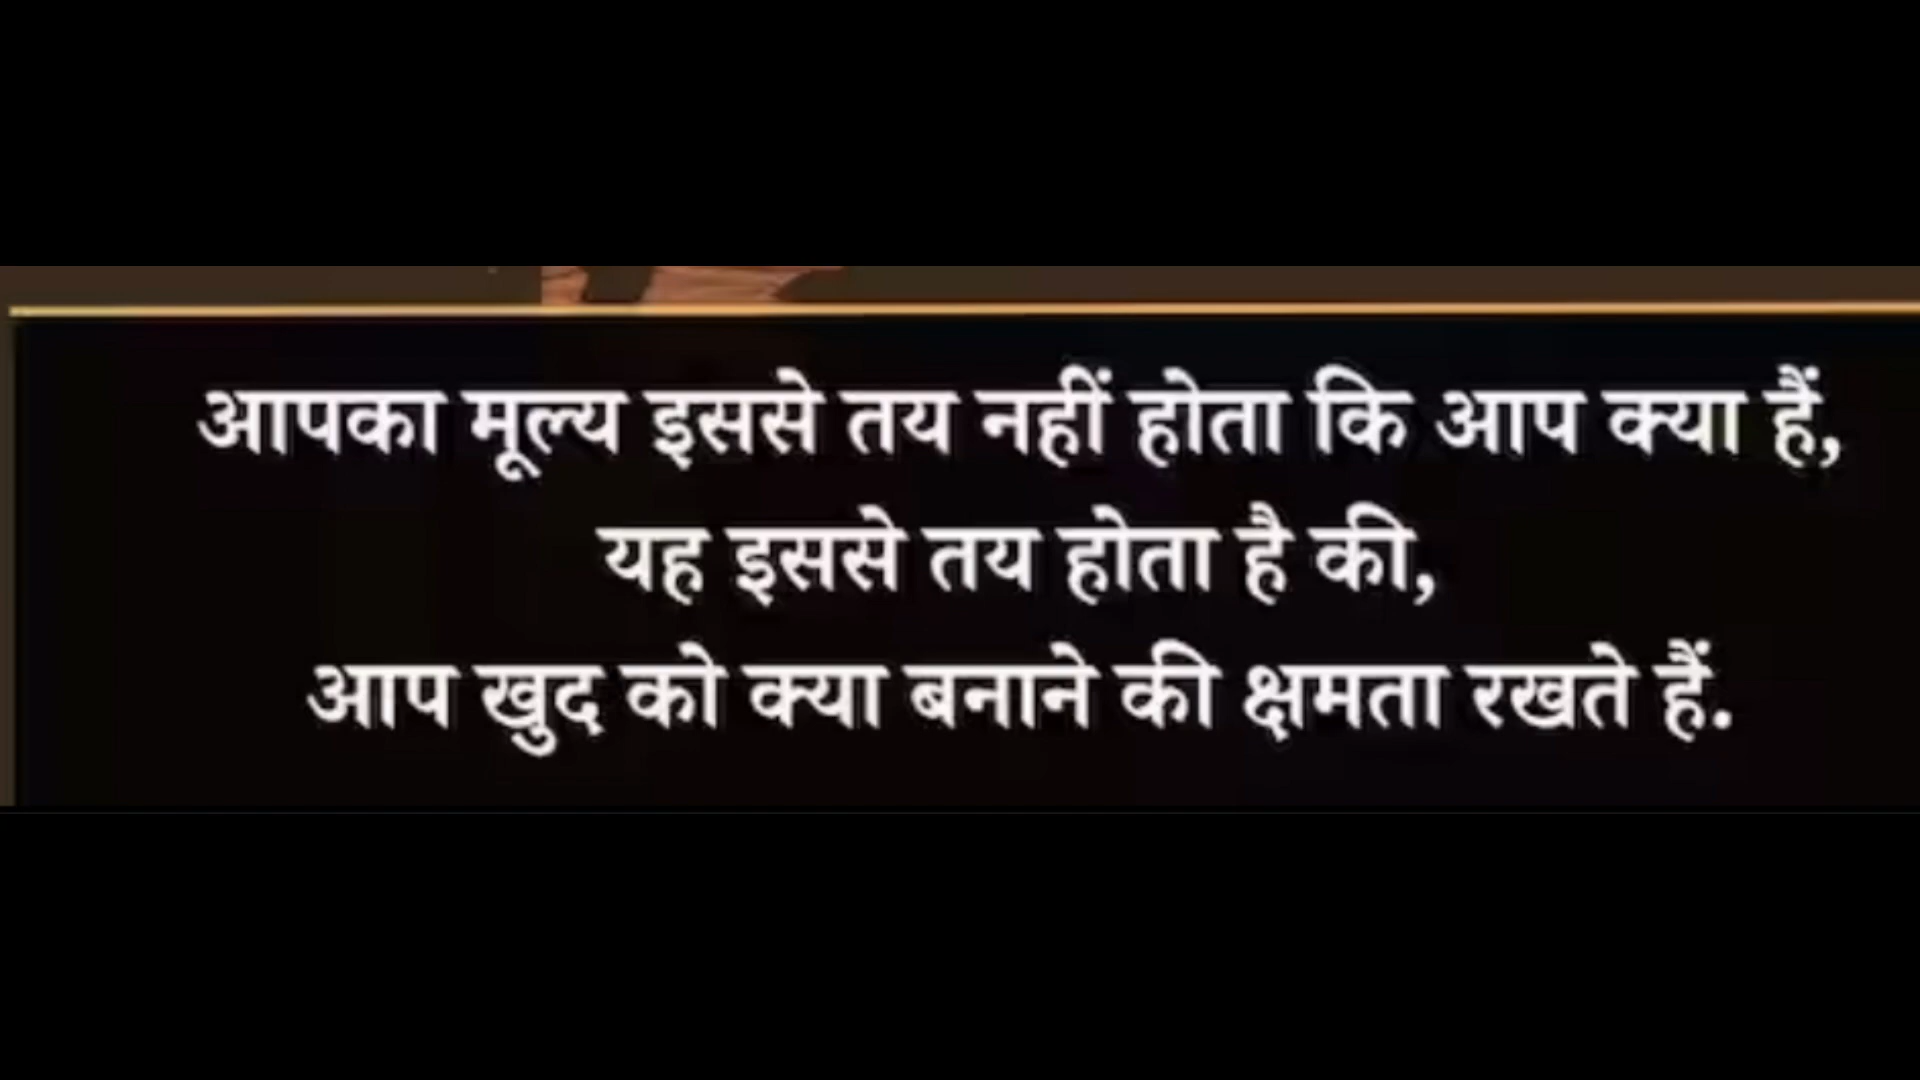 आपका मूल्य इससे तय नहीं होता कि आप क्या हैं,
यह इससे तय होता है की,
आप खुद को क्या बनाने की क्षमता रखते हैं.